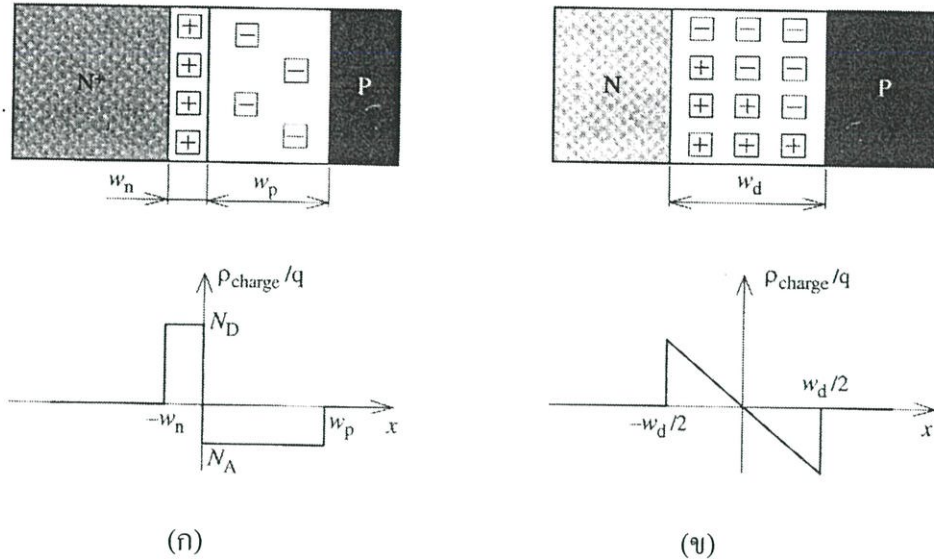 N⁺
P
N
P
w_n
w_p
w_d
ρ_charge/q
ρ_charge/q
N_D
w_d/2
−w_n
w_p
x
−w_d/2
x
N_A
(ก)
(ข)